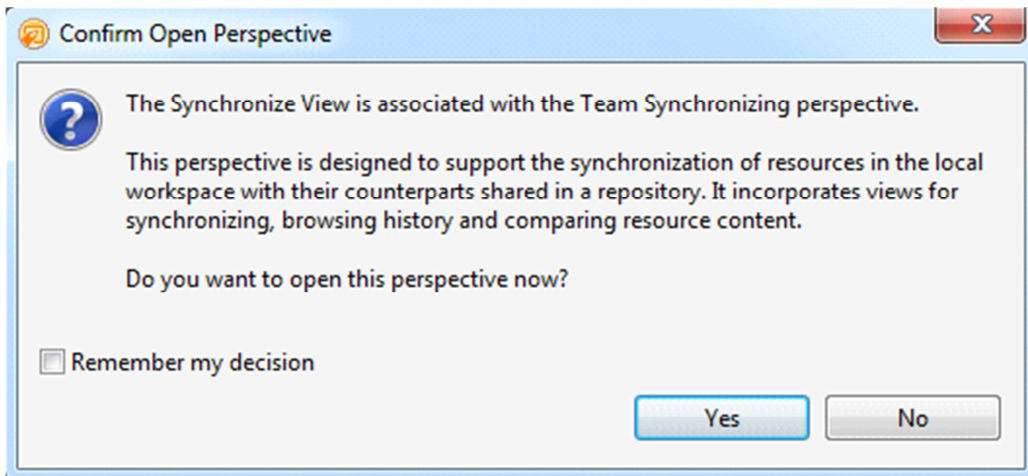 Confirm Open Perspective
The Synchronize View is associated with the Team Synchronizing perspective.
This perspective is designed to support the synchronization of resources in the local
workspace with their counterparts shared in a repository. It incorporates views for
synchronizing, browsing history and comparing resource content.
Do you want to open this perspective now?
Remember my decision
Yes
No